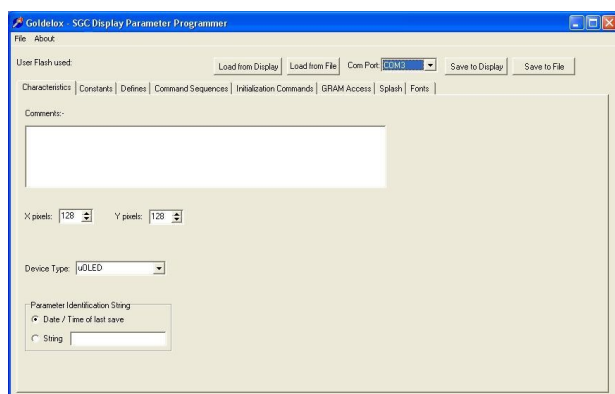 Goldelox - SGC Display Parameter Programmer
File About
User Flash used: Load from Display Load from File Com Port: COM3 Save to Display Save to File
Characteristics Constants Defines Command Sequences Initialization Commands GRAM Access Splash Fonts
Comments:-
X pixels: 128 Y pixels: 128
Device Type: uOLED
Parameter Identification String
Date / Time of last save
String